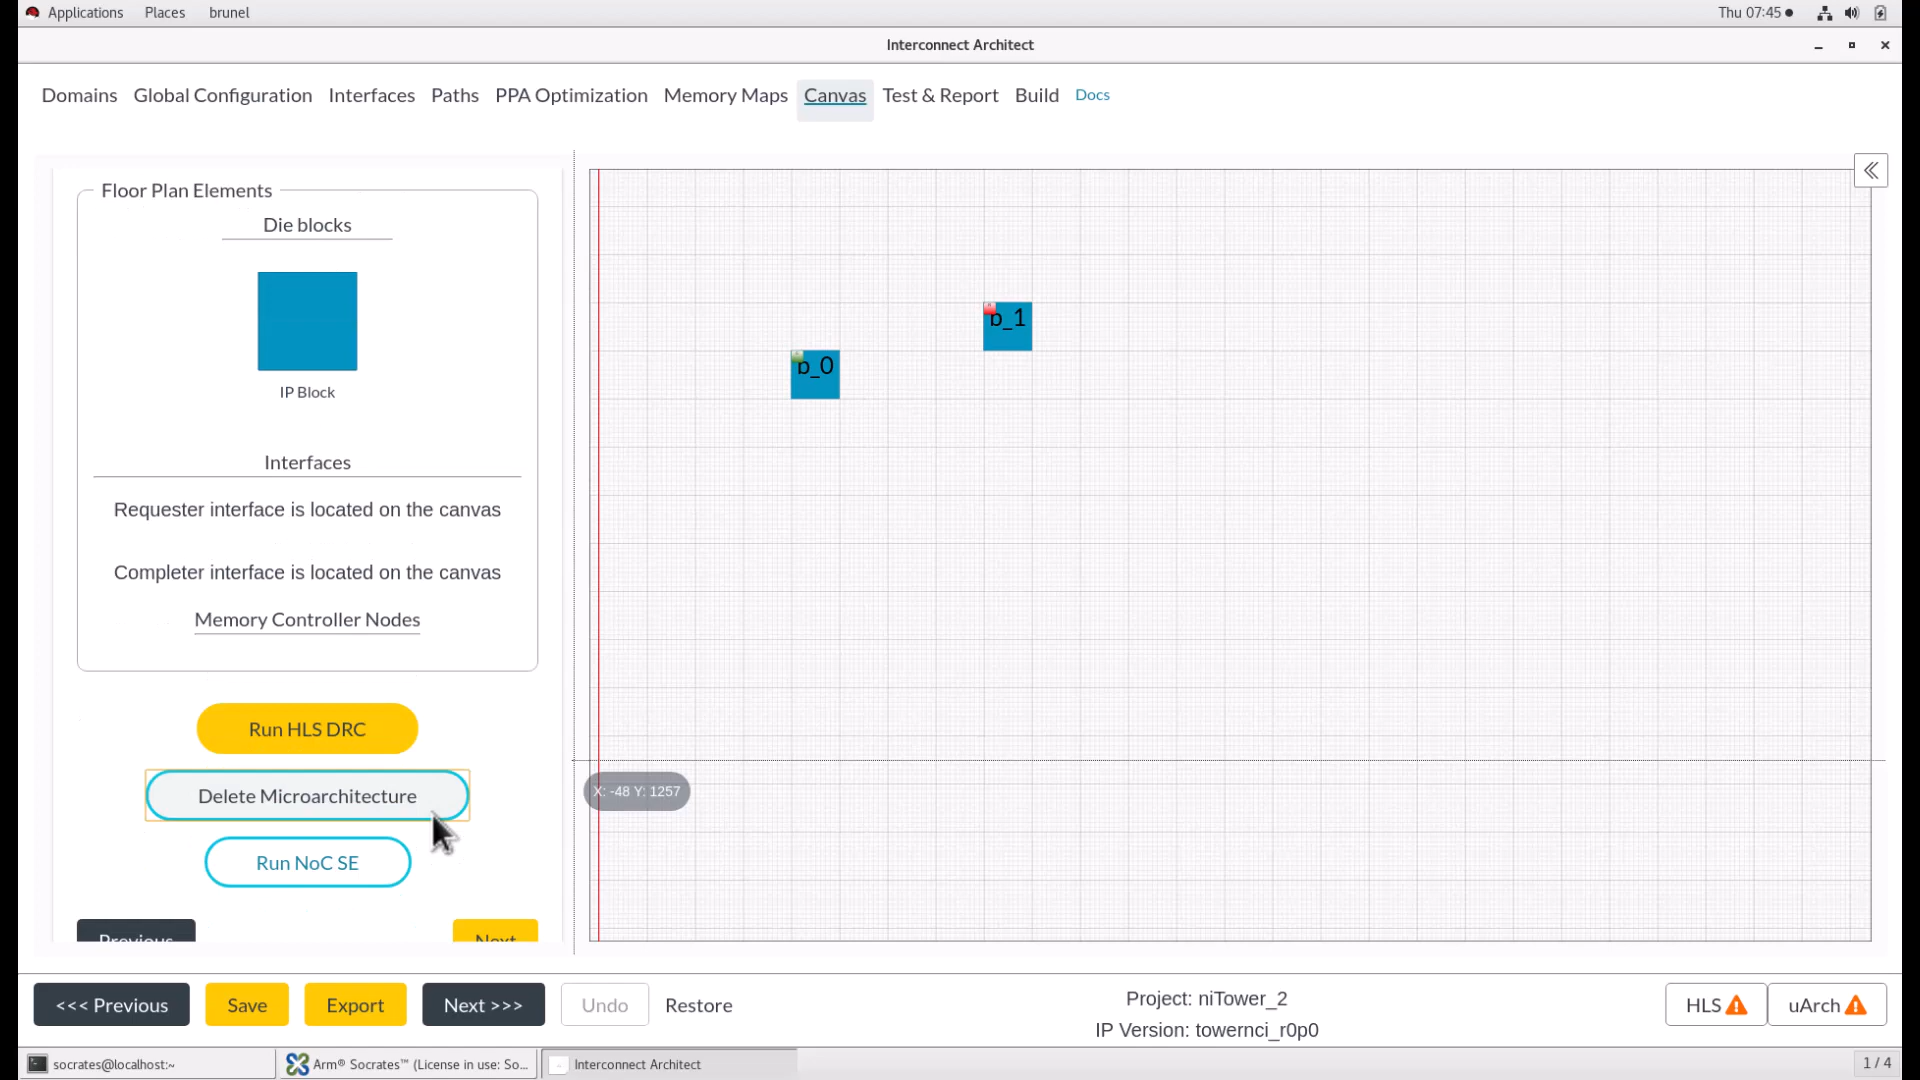 Applications Places brunel Thu 07:45
Interconnect Architect
Domains Global Configuration Interfaces Paths PPA Optimization Memory Maps Canvas Test & Report Build Docs
Floor Plan Elements
Die blocks
IP Block
Interfaces
Requester interface is located on the canvas
Completer interface is located on the canvas
Memory Controller Nodes
Run HLS DRC
Delete Microarchitecture
Run NoC SE
Previous Next
b_1
b_0
X: -48 Y: 1257
<<< Previous Save Export Next >>> Undo Restore
Project: niTower_2
IP Version: towernci_r0p0
HLS uArch
socrates@localhost:~ Arm® Socrates™ (License in use: So... Interconnect Architect 1 / 4